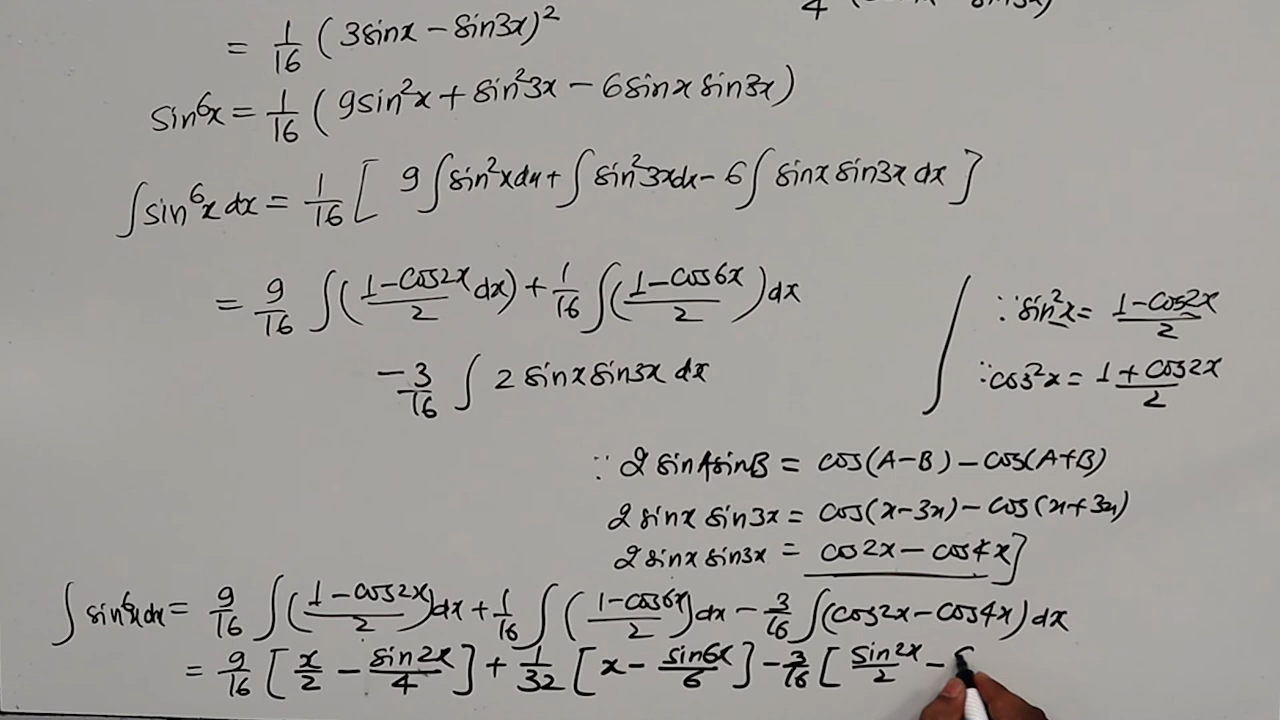 = 1/16 (3sinx - sin3x)²
sin⁶x = 1/16 (9sin²x + sin²3x - 6sinx sin3x)
∫sin⁶x dx = 1/16 [ 9∫sin²x dx + ∫sin²3x dx - 6∫sinx sin3x dx ]
= 9/16 ∫(1-cos2x/2 dx) + 1/16 ∫(1-cos6x/2)dx
- 3/16 ∫ 2 sinx sin3x dx
∵ sin²x = 1-cos2x/2
∵ cos²x = 1+cos2x/2
∵ 2 sinA sinB = cos(A-B) - cos(A+B)
2 sinx sin3x = cos(x-3x) - cos(x+3x)
2 sinx sin3x = cos2x - cos4x]
∫sin⁶x dx = 9/16 ∫(1-cos2x/2)dx + 1/16 ∫(1-cos6x/2)dx - 3/16 ∫(cos2x - cos4x)dx
= 9/16 [x/2 - sin2x/4] + 1/32 [x - sin6x/6] - 3/16 [sin2x/2 -